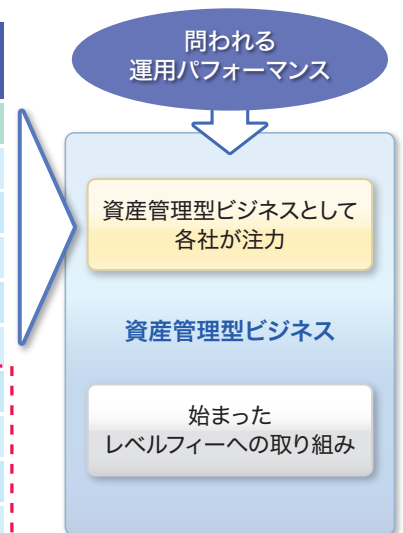 問われる
運用パフォーマンス
資産管理型ビジネスとして
各社が注力
資産管理型ビジネス
始まった
レベルフィーへの取り組み